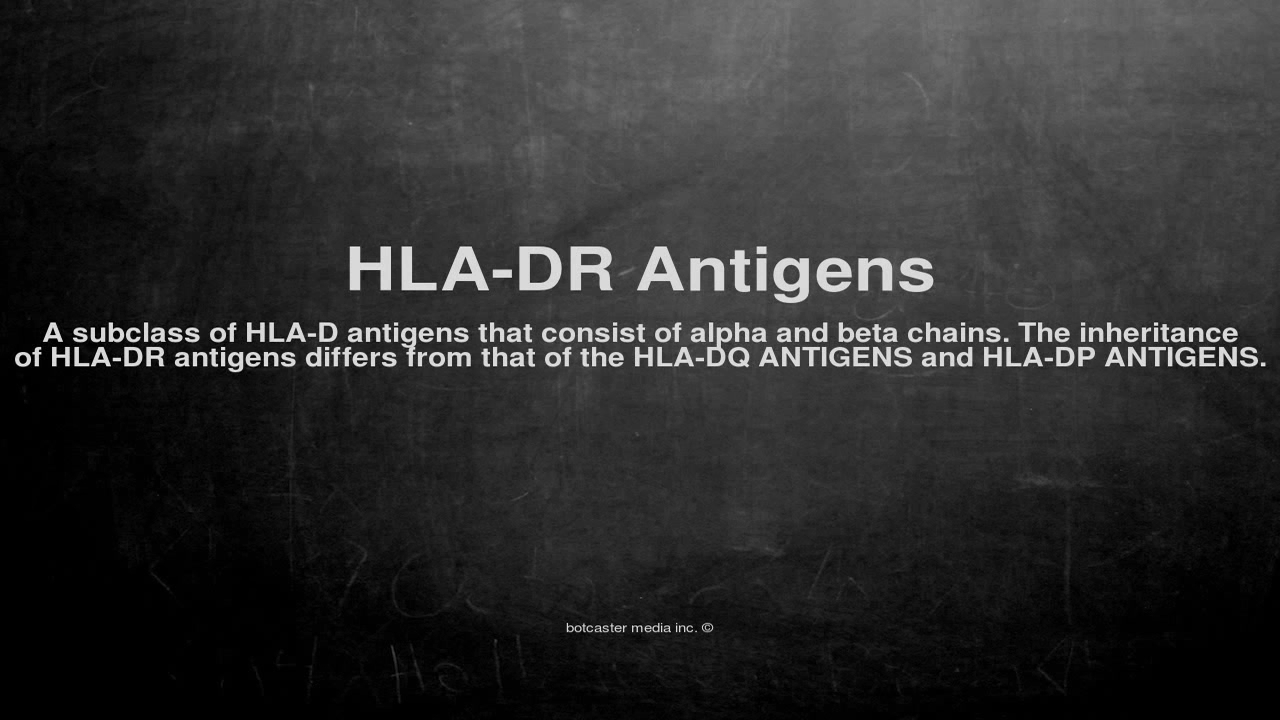 HLA-DR Antigens
A subclass of HLA-D antigens that consist of alpha and beta chains. The inheritance
of HLA-DR antigens differs from that of the HLA-DQ ANTIGENS and HLA-DP ANTIGENS.
botcaster media inc. ©